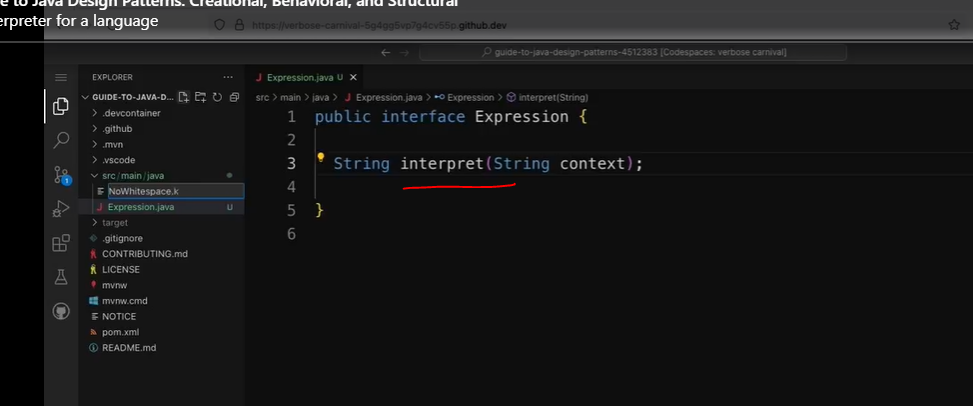 e to Java Design Patterns: Creational, Behavioral, and Structural
erpreter for a language
https://verbose-carnival-5g4gg5vp7g4cv55p.github.dev
guide-to-java-design-patterns-4512383 [Codespaces: verbose carnival]
EXPLORER
GUIDE-TO-JAVA-D...
.devcontainer
.github
.mvn
.vscode
src/main/java
NoWhitespace.k
Expression.java U
target
.gitignore
CONTRIBUTING.md
LICENSE
mvnw
mvnw.cmd
NOTICE
pom.xml
README.md
1
Expression.java U
src > main > java > Expression.java > Expression > interpret(String)
1 public interface Expression {
2
3 String interpret(String context);
4
5 }
6